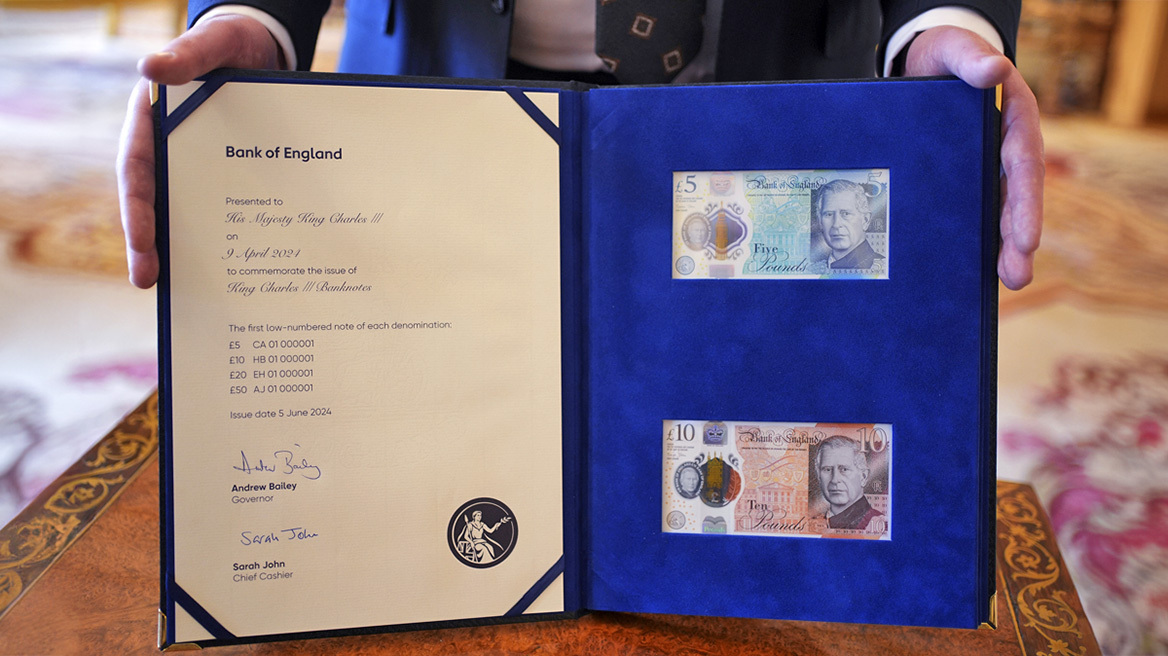 Bank of England
Presented to
His Majesty King Charles III
on
9 April 2024
to commemorate the issue of
King Charles III Banknotes
The first low-numbered note of each denomination:
£5 CA 01 000001
£10 HB 01 000001
£20 EH 01 000001
£50 AJ 01 000001
Issue date 5 June 2024
Andrew Bailey
Andrew Bailey
Governor
Sarah John
Sarah John
Chief Cashier
£5
Bank of England
5
Five
Pounds
£10
Bank of England
10
Ten
Pounds